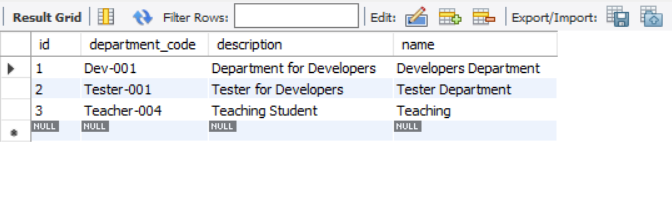 Result Grid Filter Rows: Edit: Export/Import:
id department_code description name
1 Dev-001 Department for Developers Developers Department
2 Tester-001 Tester for Developers Tester Department
3 Teacher-004 Teaching Student Teaching
NULL NULL NULL NULL